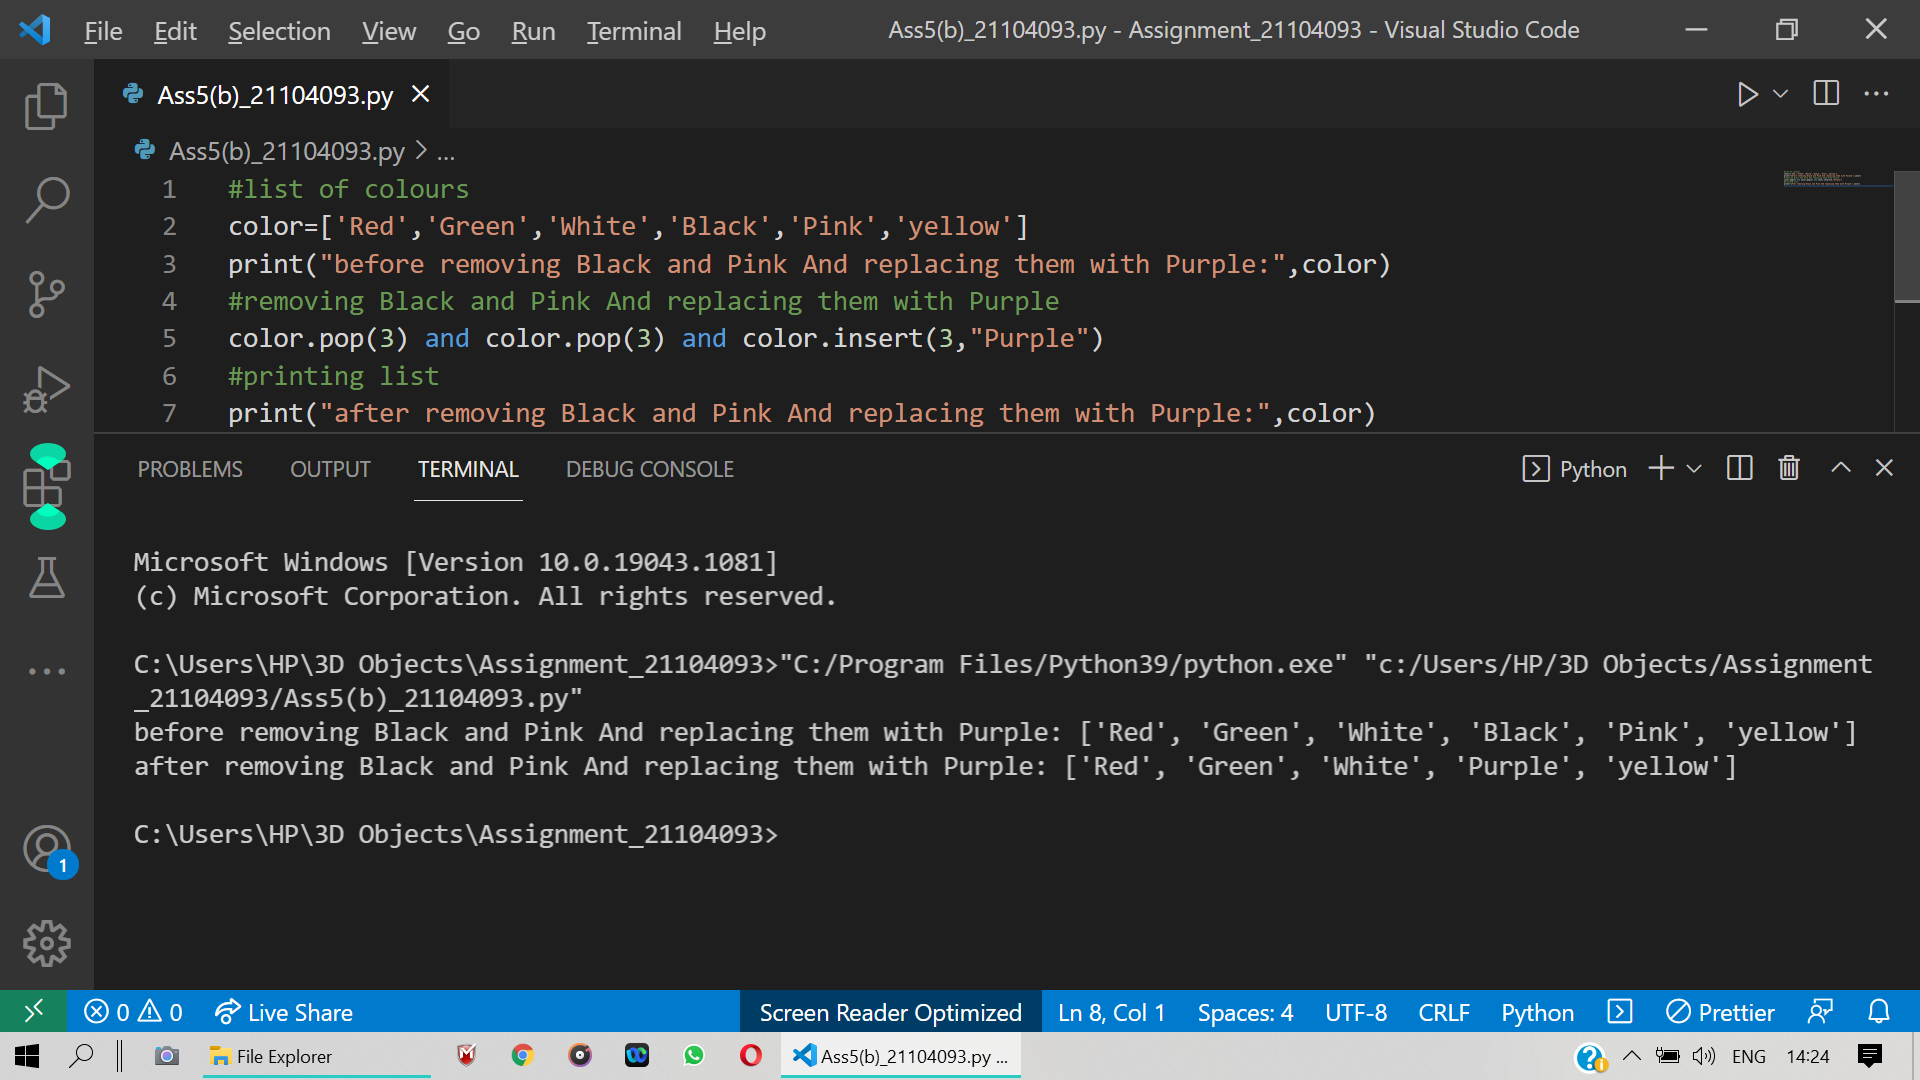 File Edit Selection View Go Run Terminal Help Ass5(b)_21104093.py - Assignment_21104093 - Visual Studio Code
Ass5(b)_21104093.py
Ass5(b)_21104093.py > ...
1 #list of colours
2 color=['Red','Green','White','Black','Pink','yellow']
3 print("before removing Black and Pink And replacing them with Purple:",color)
4 #removing Black and Pink And replacing them with Purple
5 color.pop(3) and color.pop(3) and color.insert(3,"Purple")
6 #printing list
7 print("after removing Black and Pink And replacing them with Purple:",color)
PROBLEMS OUTPUT TERMINAL DEBUG CONSOLE Python
Microsoft Windows [Version 10.0.19043.1081]
(c) Microsoft Corporation. All rights reserved.
C:\Users\HP\3D Objects\Assignment_21104093>"C:/Program Files/Python39/python.exe" "c:/Users/HP/3D Objects/Assignment
_21104093/Ass5(b)_21104093.py"
before removing Black and Pink And replacing them with Purple: ['Red', 'Green', 'White', 'Black', 'Pink', 'yellow']
after removing Black and Pink And replacing them with Purple: ['Red', 'Green', 'White', 'Purple', 'yellow']
C:\Users\HP\3D Objects\Assignment_21104093>
1
0 0 Live Share Screen Reader Optimized Ln 8, Col 1 Spaces: 4 UTF-8 CRLF Python Prettier
File Explorer Ass5(b)_21104093.py ... ENG 14:24